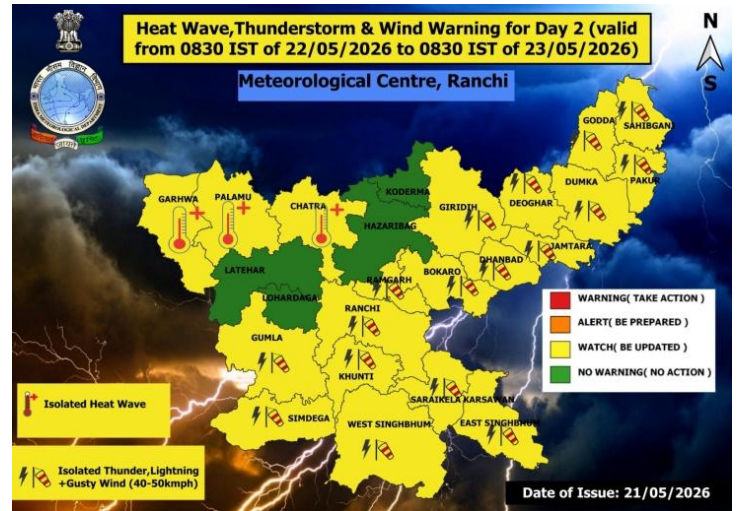 Heat Wave,Thunderstorm & Wind Warning for Day 2 (valid
from 0830 IST of 22/05/2026 to 0830 IST of 23/05/2026)
Meteorological Centre, Ranchi
N
S
GODDA
SAHIBGANJ
KODERMA
GARHWA
PALAMU
CHATRA
GIRIDIH
DEOGHAR
DUMKA
PAKUR
HAZARIBAG
LATEHAR
RAMGARH
BOKARO
DHANBAD
JAMTARA
LOHARDAGA
RANCHI
GUMLA
KHUNTI
SARAIKELA KARSAWAN
SIMDEGA
WEST SINGHBHUM
EAST SINGHBHUM
WARNING( TAKE ACTION )
ALERT( BE PREPARED )
WATCH( BE UPDATED )
NO WARNING( NO ACTION )
Isolated Heat Wave
Isolated Thunder,Lightning
+Gusty Wind (40-50kmph)
Date of Issue: 21/05/2026